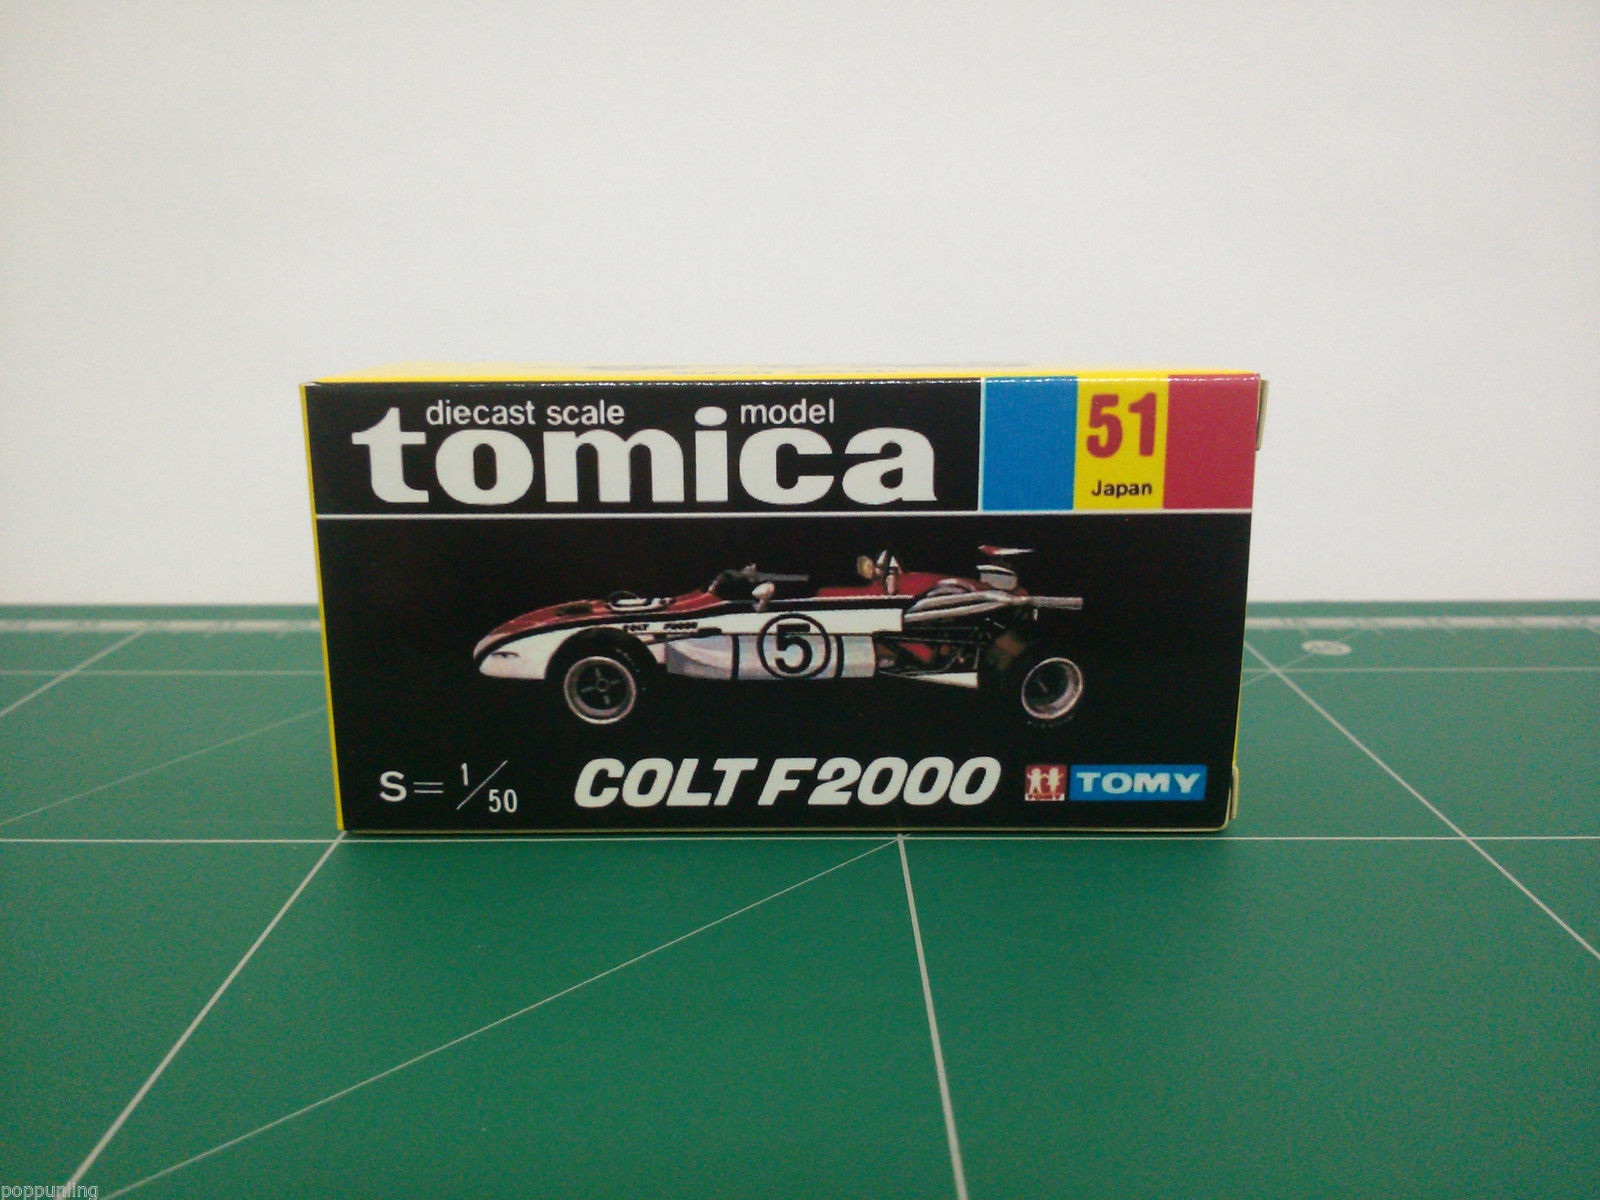 diecast scale model
tomica
51
Japan
COLT F2000
5
S=1/50
COLT F2000
TOMY
TOMY
poppunling